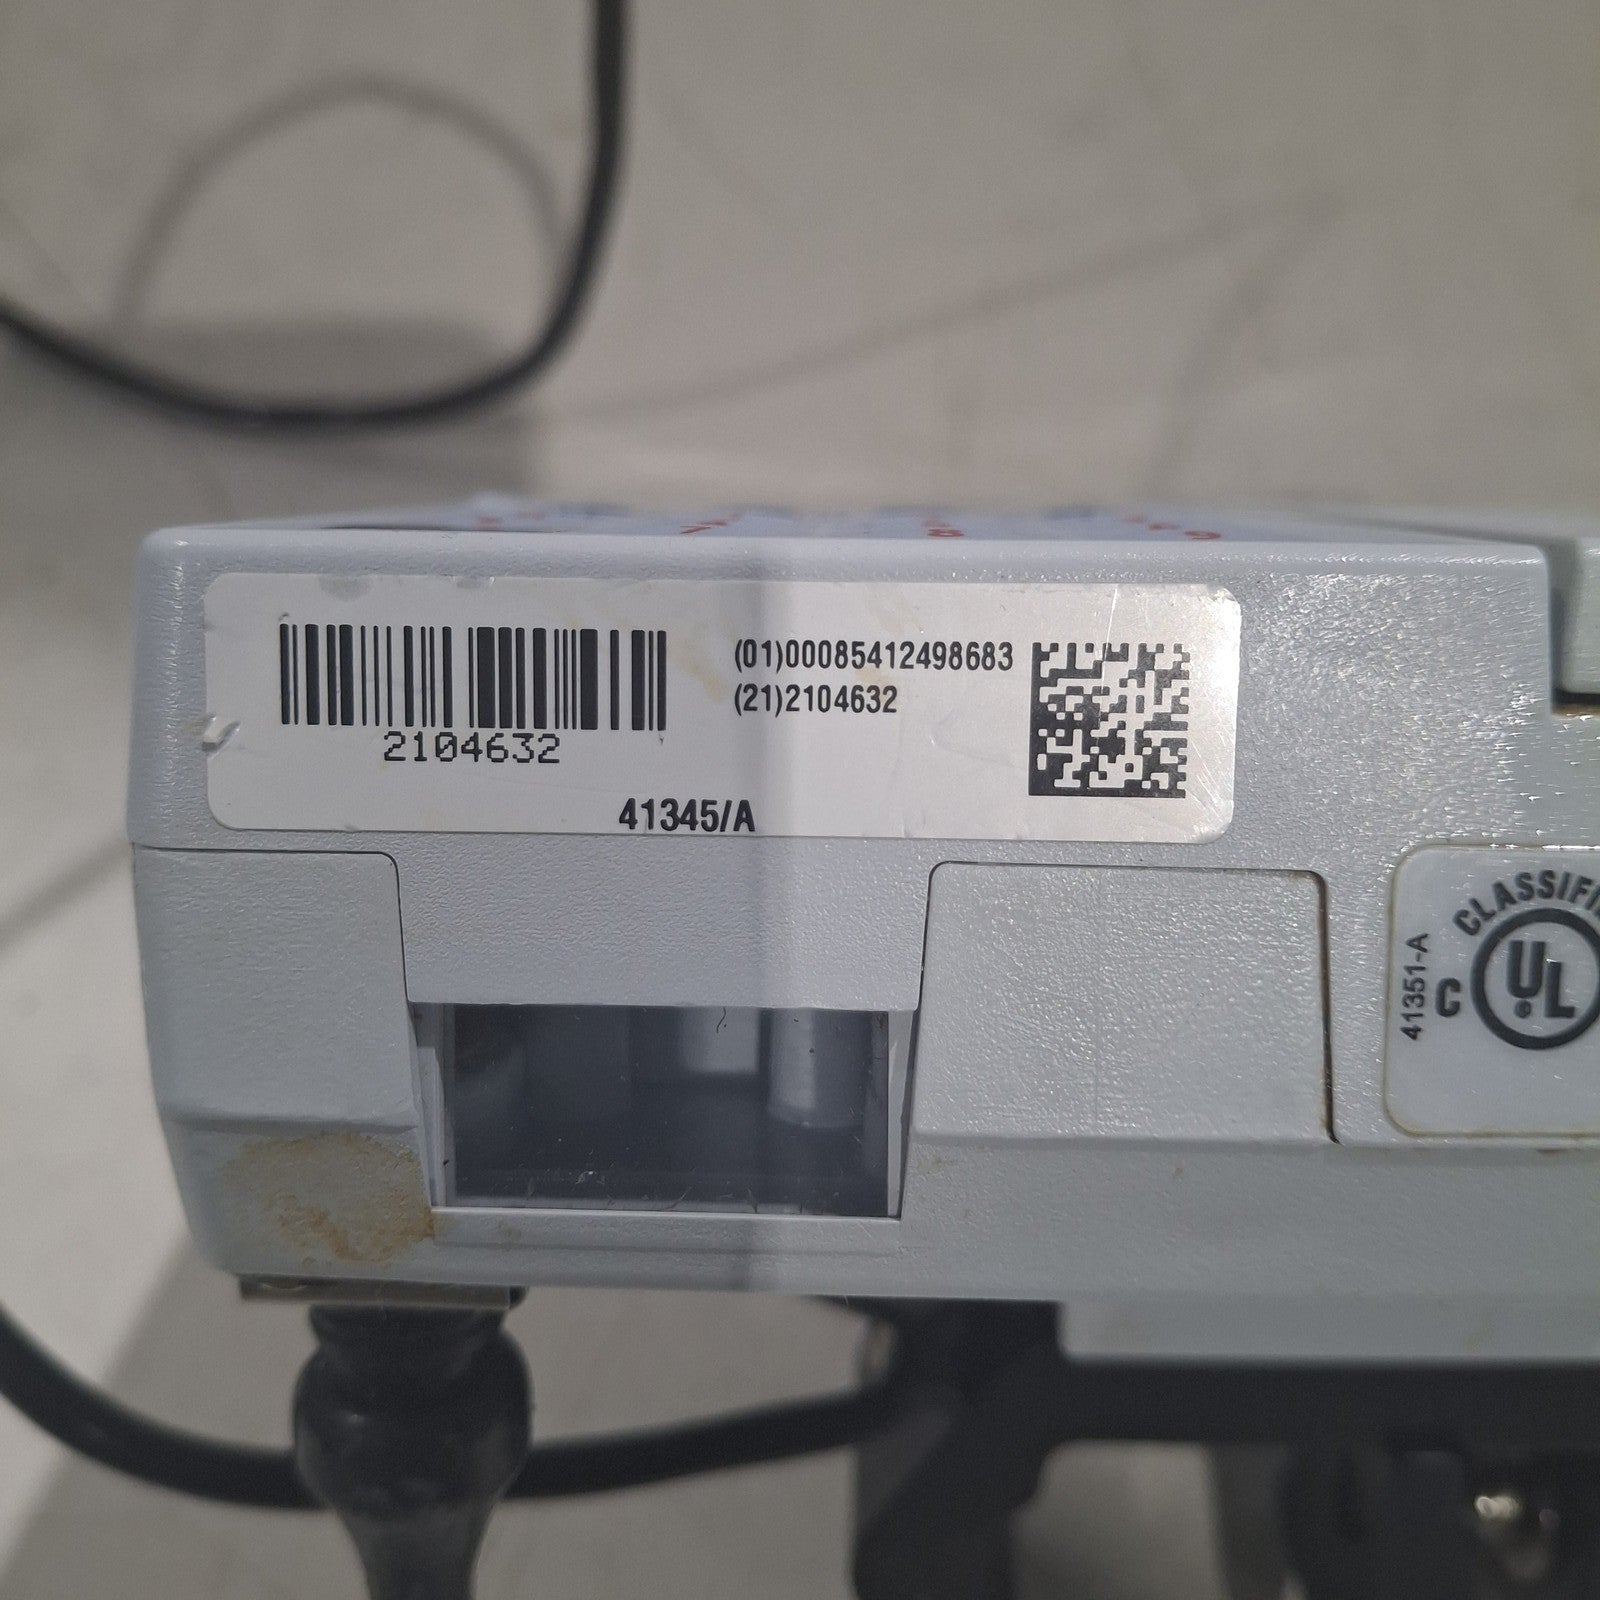 (01)00085412498683
(21)2104632
2104632
41345/A
CLASSIFI
UL
C
41351-A